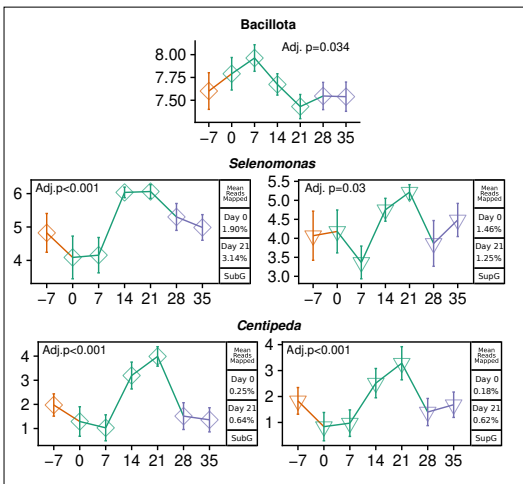 Bacillota
Adj. p=0.034
8.00
7.75
7.50
−7 0 7 14 21 28 35
Selenomonas
Adj.p<0.001
6
5
4
−7 0 7 14 21 28 35
Mean
Reads
Mapped
Day 0
1.90%
Day 21
3.14%
SubG
Adj. p=0.03
5.5
5.0
4.5
4.0
3.5
3.0
−7 0 7 14 21 28 35
Mean
Reads
Mapped
Day 0
1.46%
Day 21
1.25%
SupG
Centipeda
Adj.p<0.001
4
3
2
1
−7 0 7 14 21 28 35
Mean
Reads
Mapped
Day 0
0.25%
Day 21
0.64%
SubG
Adj.p<0.001
4
3
2
1
−7 0 7 14 21 28 35
Mean
Reads
Mapped
Day 0
0.18%
Day 21
0.62%
SupG